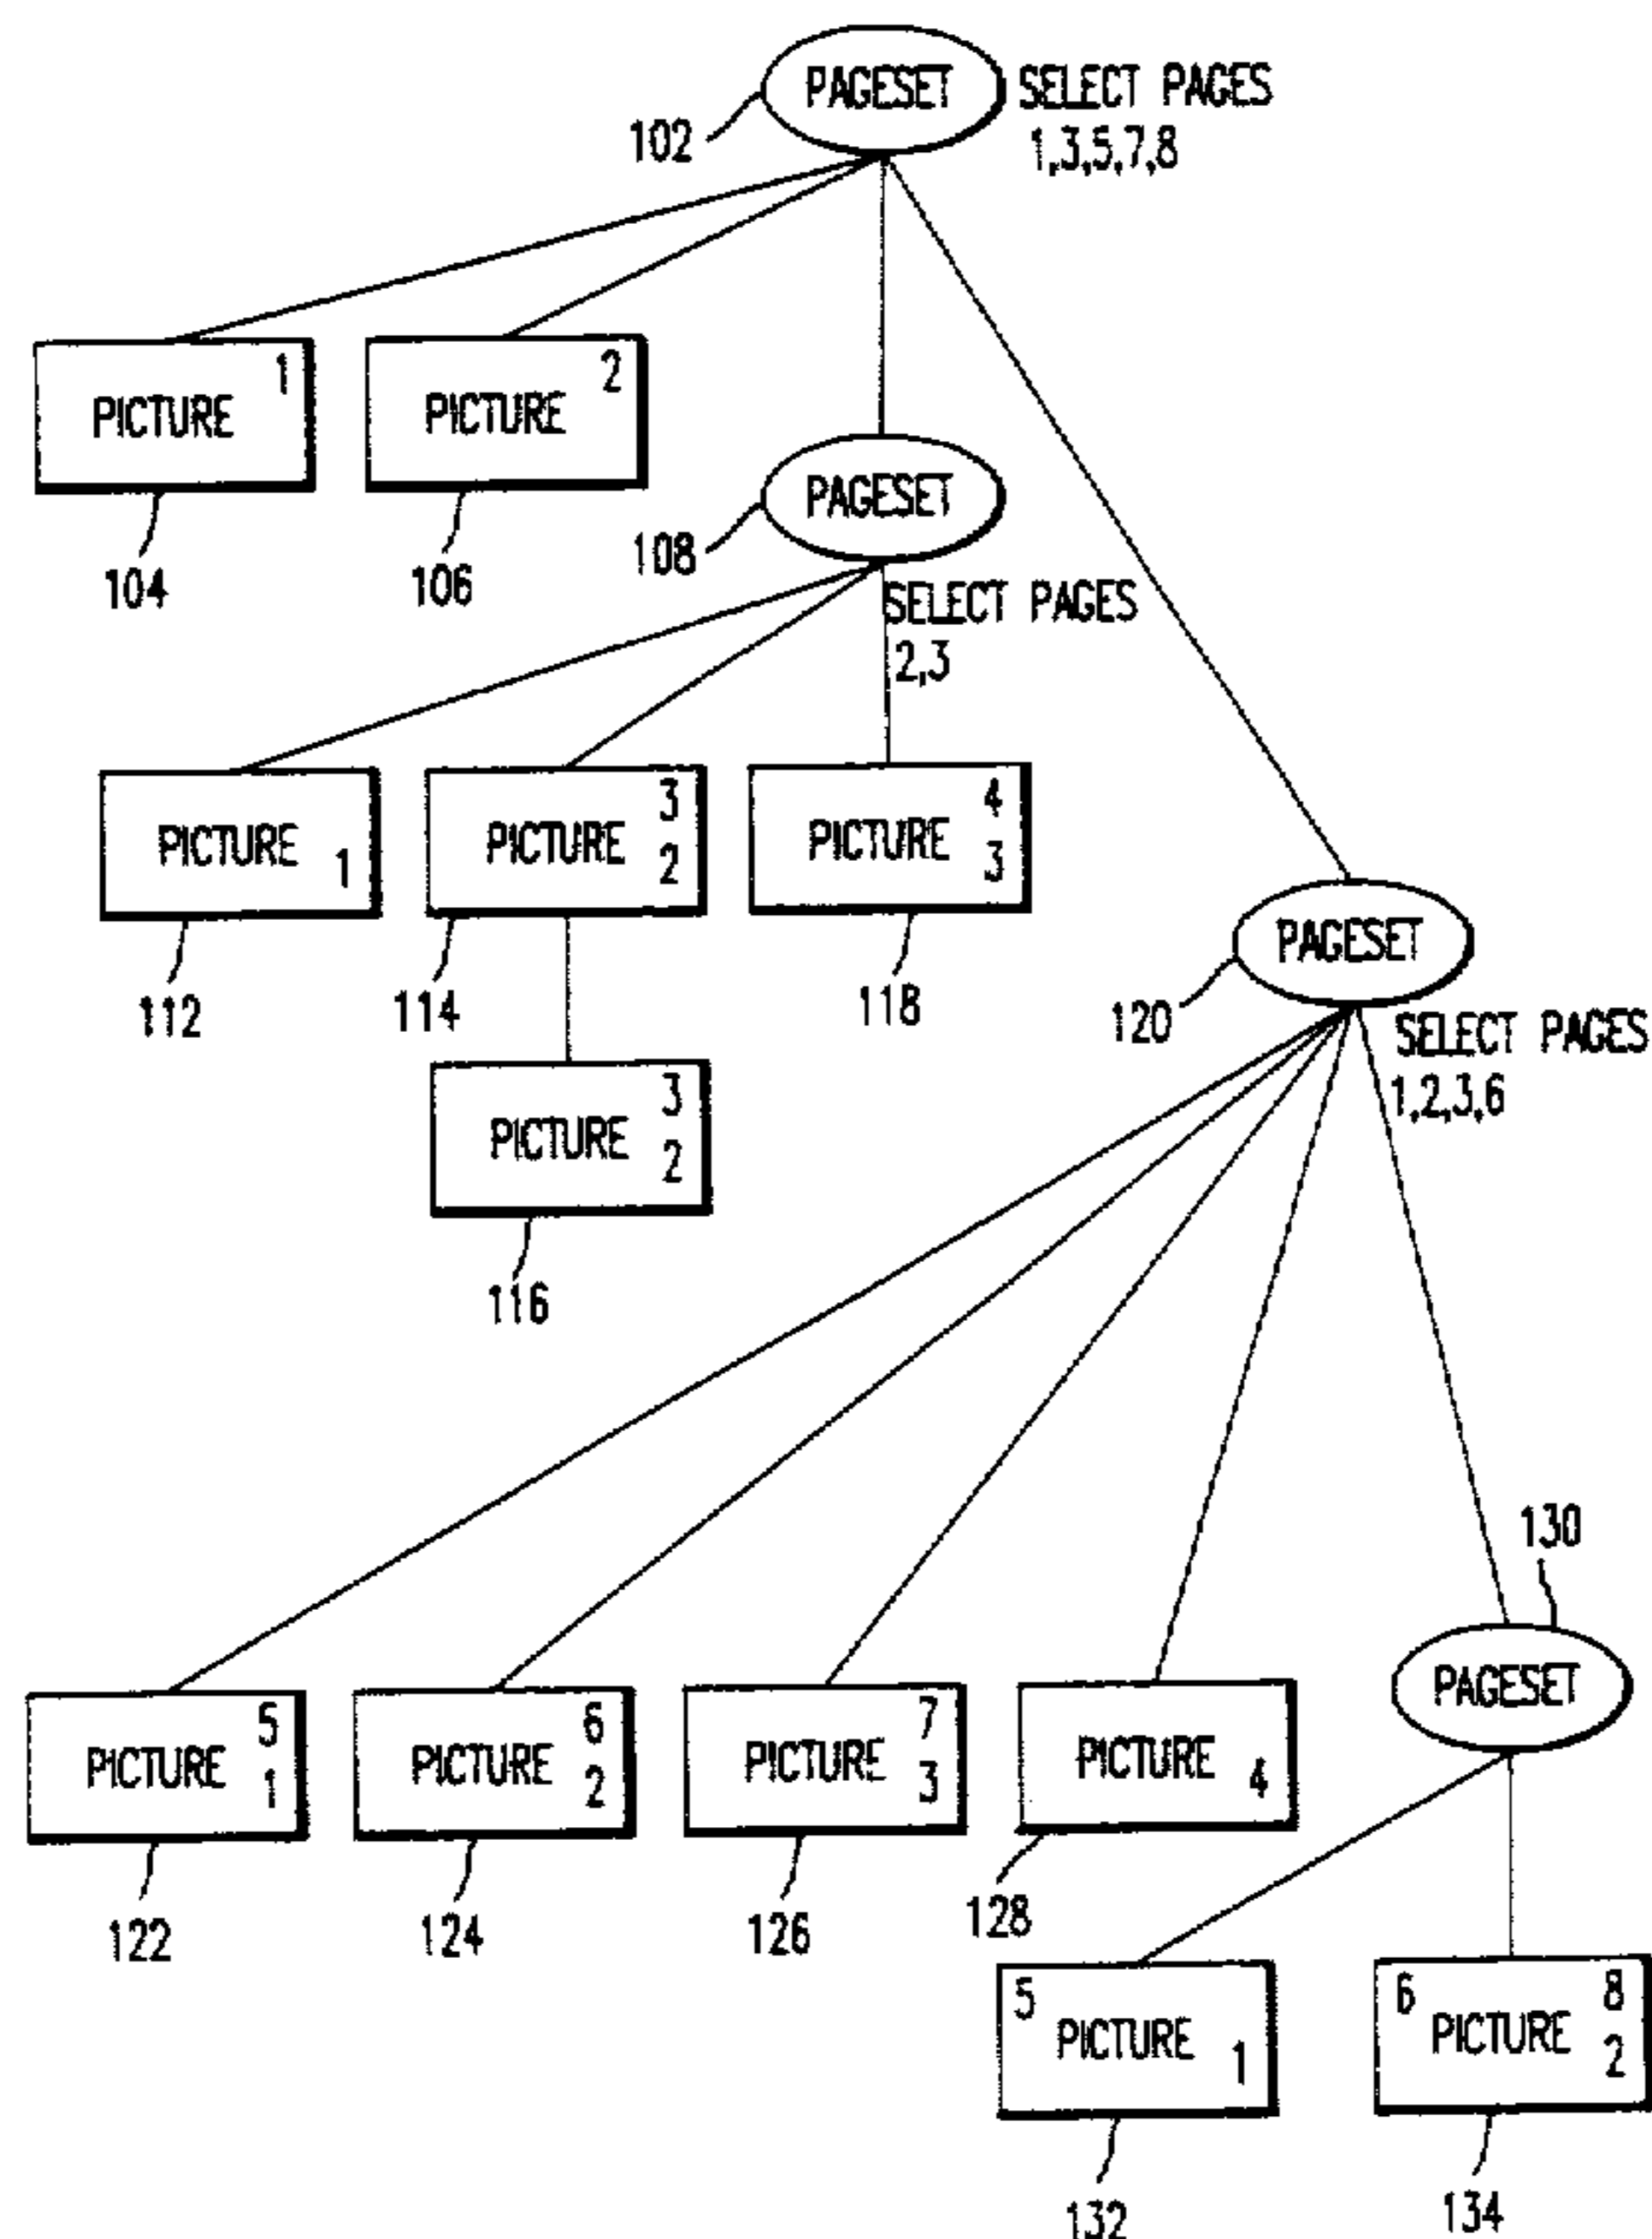 PAGESET SELECT PAGES
102 1,3,5,7,8
1 2
PICTURE PICTURE
PAGESET
108
104 106
SELECT PAGES
2,3
3 4
PICTURE 1 PICTURE 2 PICTURE 3
PAGESET
112 114 118
120
SELECT PAGES
1,2,3,6
3
PICTURE 2
116
130
PAGESET
5 6 7
PICTURE 1 PICTURE 2 PICTURE 3 PICTURE 4
122 124 126 128
5 6 8
PICTURE 1 PICTURE 2
132 134